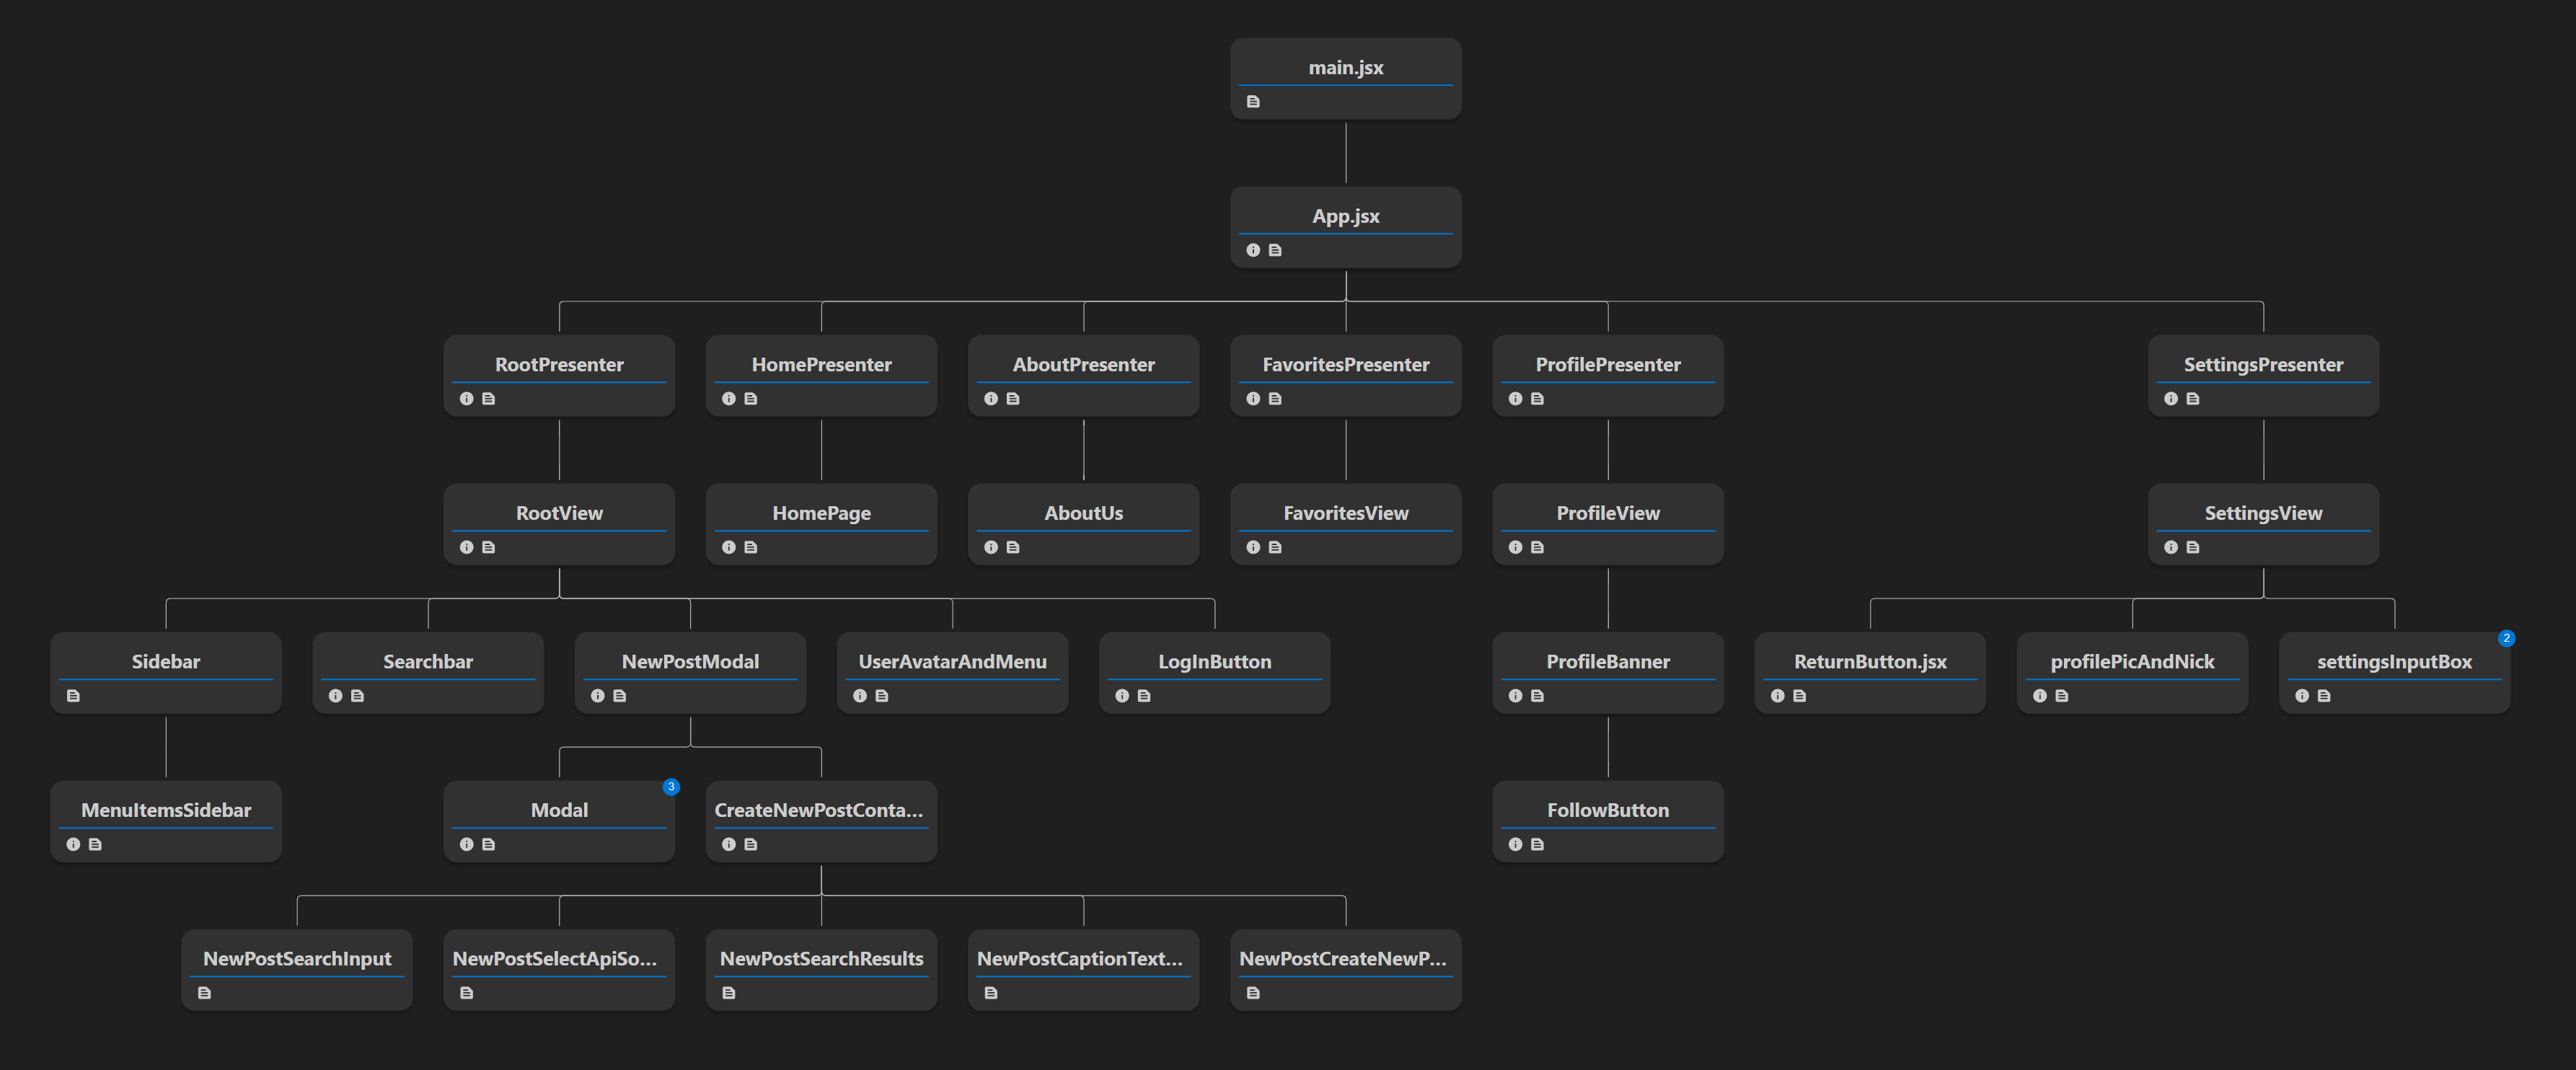 main.jsx
App.jsx
RootPresenter
HomePresenter
AboutPresenter
FavoritesPresenter
ProfilePresenter
SettingsPresenter
RootView
HomePage
AboutUs
FavoritesView
ProfileView
SettingsView
Sidebar
Searchbar
NewPostModal
UserAvatarAndMenu
LogInButton
ProfileBanner
ReturnButton.jsx
profilePicAndNick
settingsInputBox
2
MenuItemsSidebar
Modal
3
CreateNewPostConta...
FollowButton
NewPostSearchInput
NewPostSelectApiSo...
NewPostSearchResults
NewPostCaptionText...
NewPostCreateNewP...